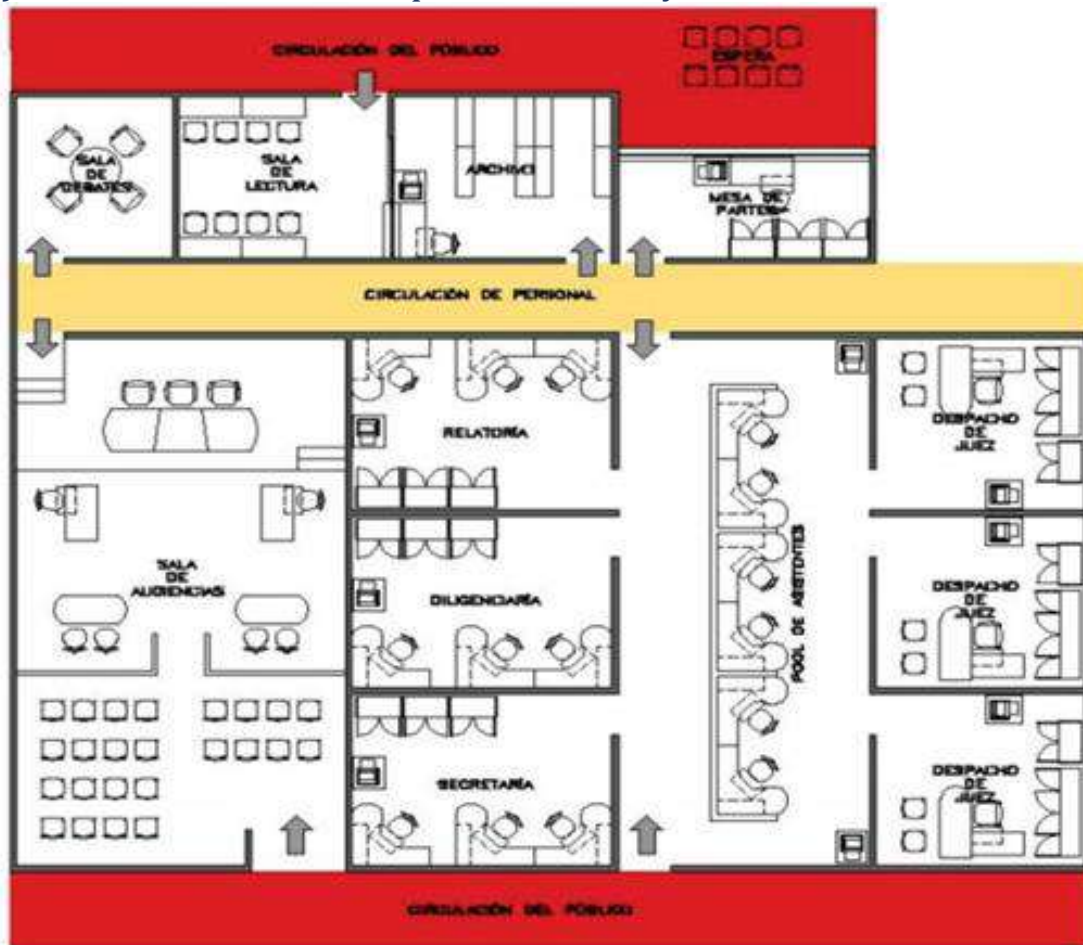 CIRCULACIÓN DEL PÚBLICO
ESPERA
SALA
DE
DEBATES
SALA
DE
LECTURA
ARCHIVO
MESA DE
PARTES
CIRCULACIÓN DE PERSONAL
RELATORÍA
DESPACHO
DE
JUEZ
SALA
DE
AUDIENCIAS
DILIGENCIARÍA
POOL DE ASISTENTES
DESPACHO
DE
JUEZ
SECRETARÍA
DESPACHO
DE
JUEZ
CIRCULACIÓN DEL PÚBLICO